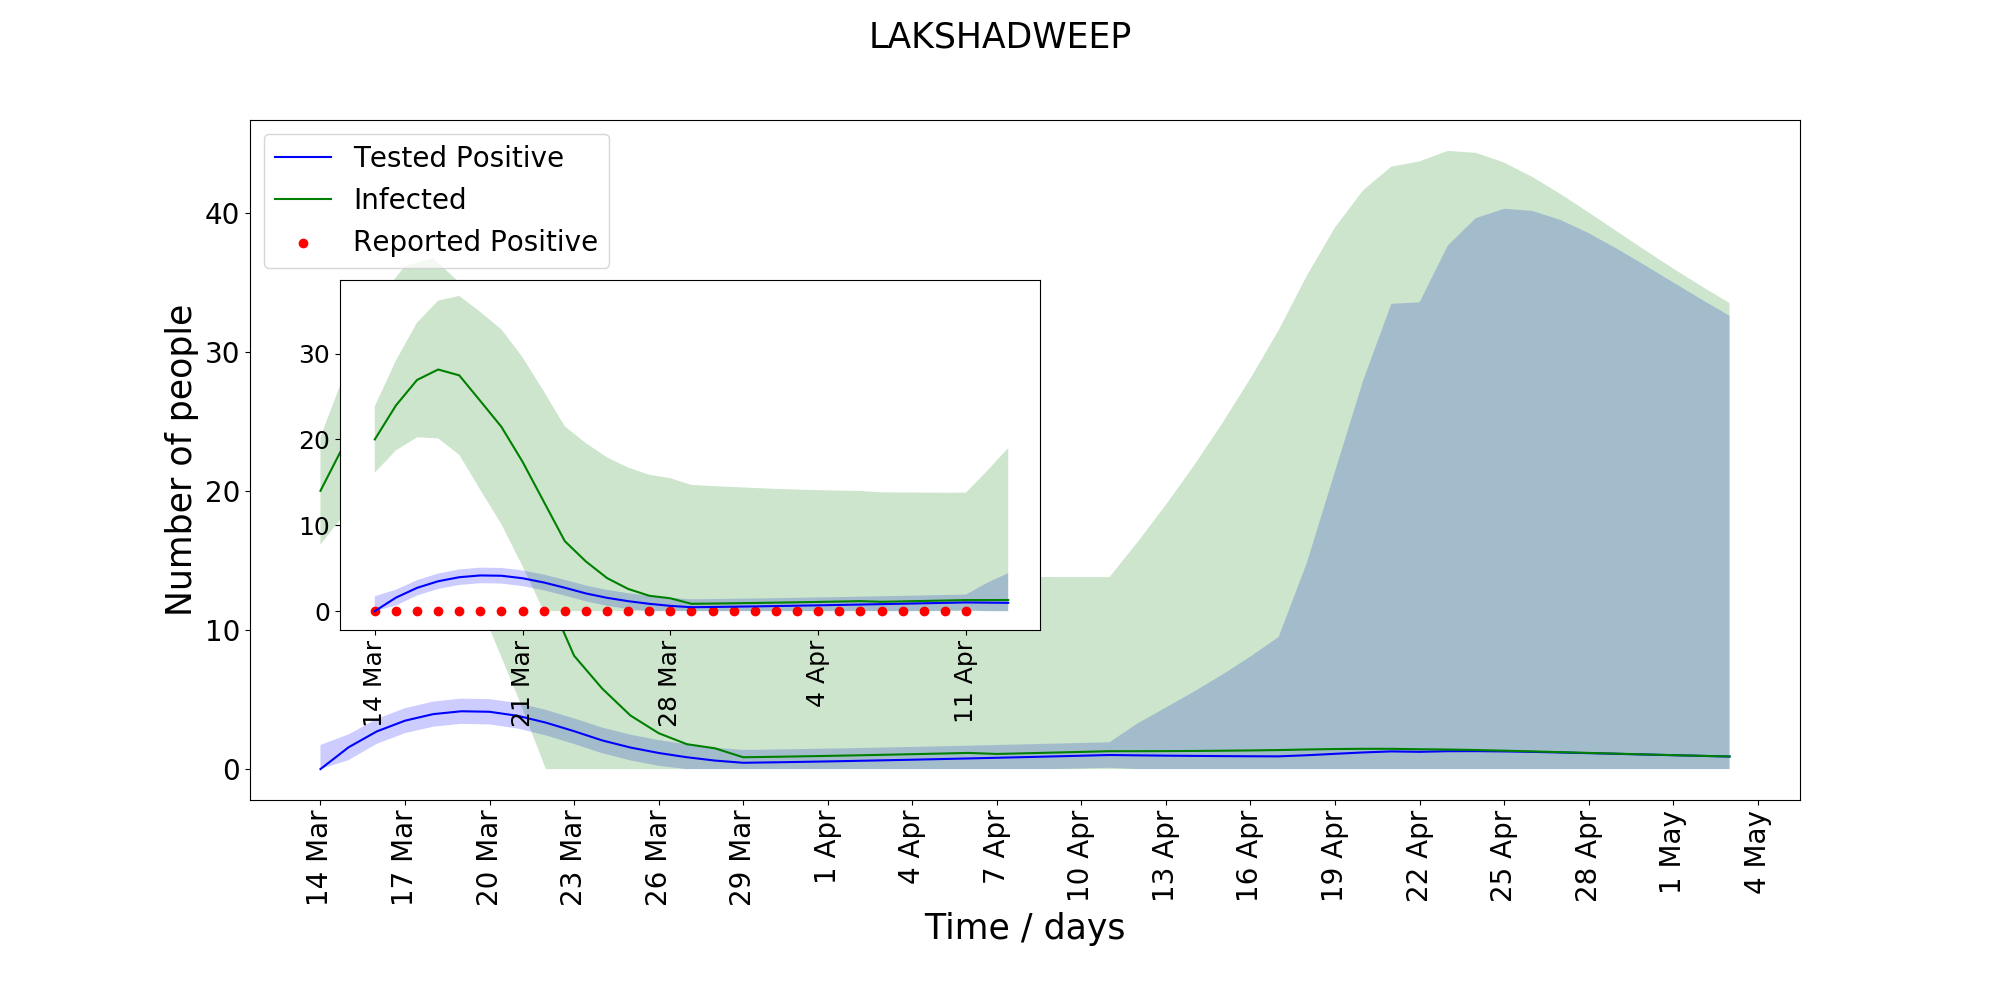 LAKSHADWEEP
Tested Positive
Infected
Reported Positive
Number of people
40
30
20
10
0
30
20
10
0
14 Mar
21 Mar
28 Mar
4 Apr
11 Apr
14 Mar
17 Mar
20 Mar
23 Mar
26 Mar
29 Mar
1 Apr
4 Apr
7 Apr
10 Apr
13 Apr
16 Apr
19 Apr
22 Apr
25 Apr
28 Apr
1 May
4 May
Time / days